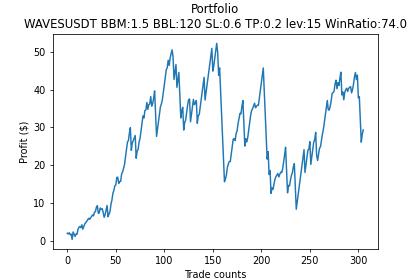 Portfolio
WAVESUSDT BBM:1.5 BBL:120 SL:0.6 TP:0.2 lev:15 WinRatio:74.0
50
40
30
20
10
0
Profit ($)
0 50 100 150 200 250 300
Trade counts